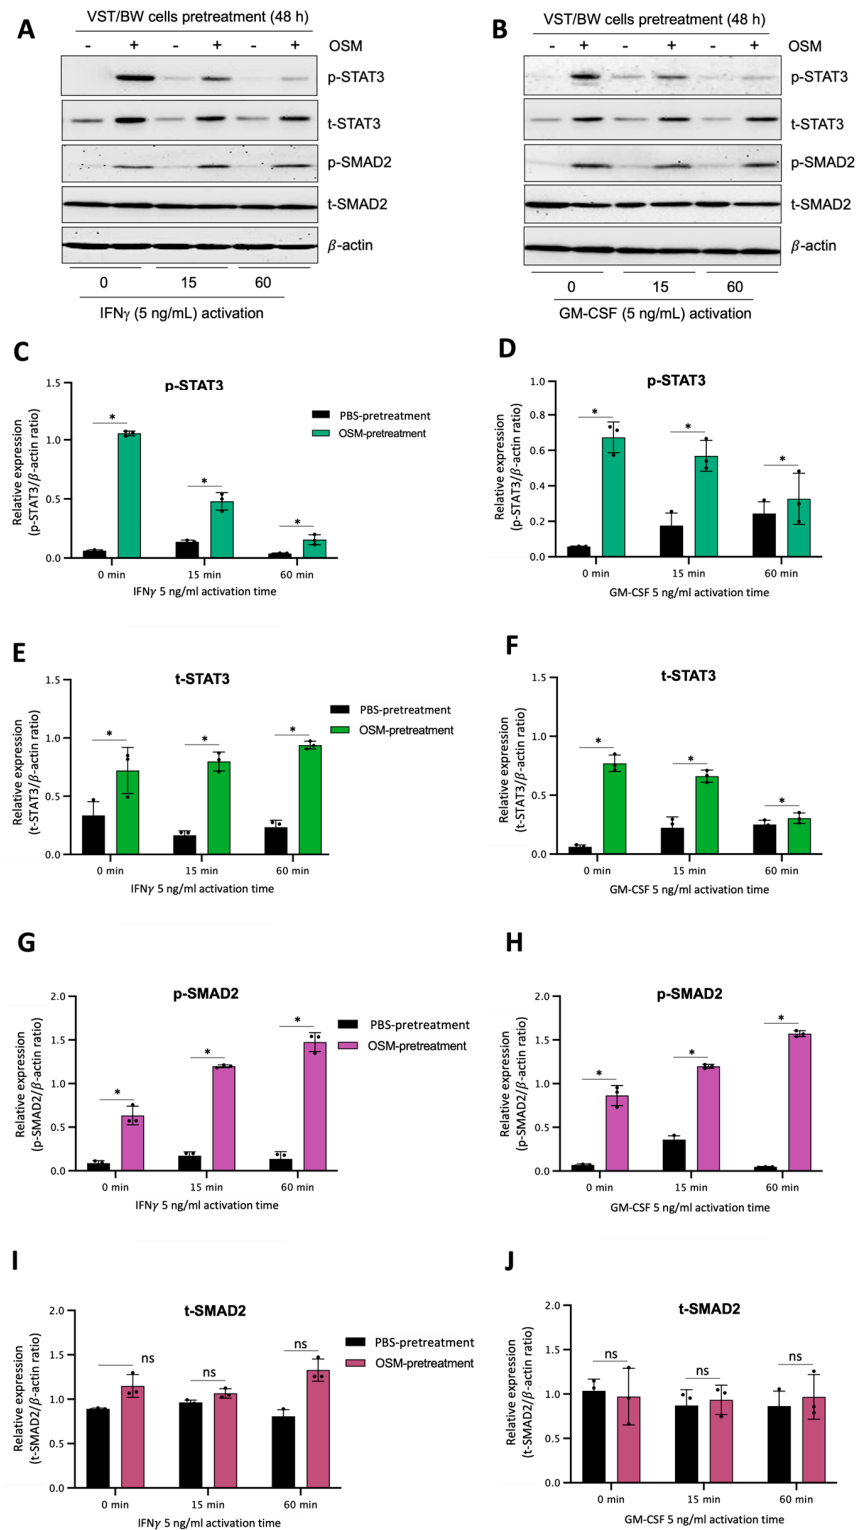 A
VST/BW cells pretreatment (48 h)
- + - + - + OSM
p-STAT3
t-STAT3
p-SMAD2
t-SMAD2
β-actin
0 15 60
IFNγ (5 ng/mL) activation
B
VST/BW cells pretreatment (48 h)
- + - + - + OSM
p-STAT3
t-STAT3
p-SMAD2
t-SMAD2
β-actin
0 15 60
GM-CSF (5 ng/mL) activation
C
p-STAT3
Relative expression
(p-STAT3/β-actin ratio)
1.5
1.0
0.5
0.0
* * *
PBS-pretreatment
OSM-pretreatment
0 min 15 min 60 min
IFNγ 5 ng/ml activation time
D
p-STAT3
Relative expression
(p-STAT3/β-actin ratio)
1.0
0.8
0.6
0.4
0.2
0.0
* * *
0 min 15 min 60 min
GM-CSF 5 ng/ml activation time
E
t-STAT3
Relative expression
(t-STAT3/β-actin ratio)
1.5
1.0
0.5
0.0
* * *
PBS-pretreatment
OSM-pretreatment
0 min 15 min 60 min
IFNγ 5 ng/ml activation time
F
t-STAT3
Relative expression
(t-STAT3/β-actin ratio)
1.5
1.0
0.5
0.0
* * *
0 min 15 min 60 min
GM-CSF 5 ng/ml activation time
G
p-SMAD2
Relative expression
(p-SMAD2/β-actin ratio)
2.0
1.5
1.0
0.5
0.0
* * *
PBS-pretreatment
OSM-pretreatment
0 min 15 min 60 min
IFNγ 5 ng/ml activation time
H
p-SMAD2
Relative expression
(p-SMAD2/β-actin ratio)
2.0
1.5
1.0
0.5
0.0
* * *
0 min 15 min 60 min
GM-CSF 5 ng/ml activation time
I
t-SMAD2
Relative expression
(t-SMAD2/β-actin ratio)
2.0
1.5
1.0
0.5
0.0
ns ns ns
PBS-pretreatment
OSM-pretreatment
0 min 15 min 60 min
IFNγ 5 ng/ml activation time
J
t-SMAD2
Relative expression
(t-SMAD2/β-actin ratio)
2.0
1.5
1.0
0.5
0.0
ns ns ns
0 min 15 min 60 min
GM-CSF 5 ng/ml activation time